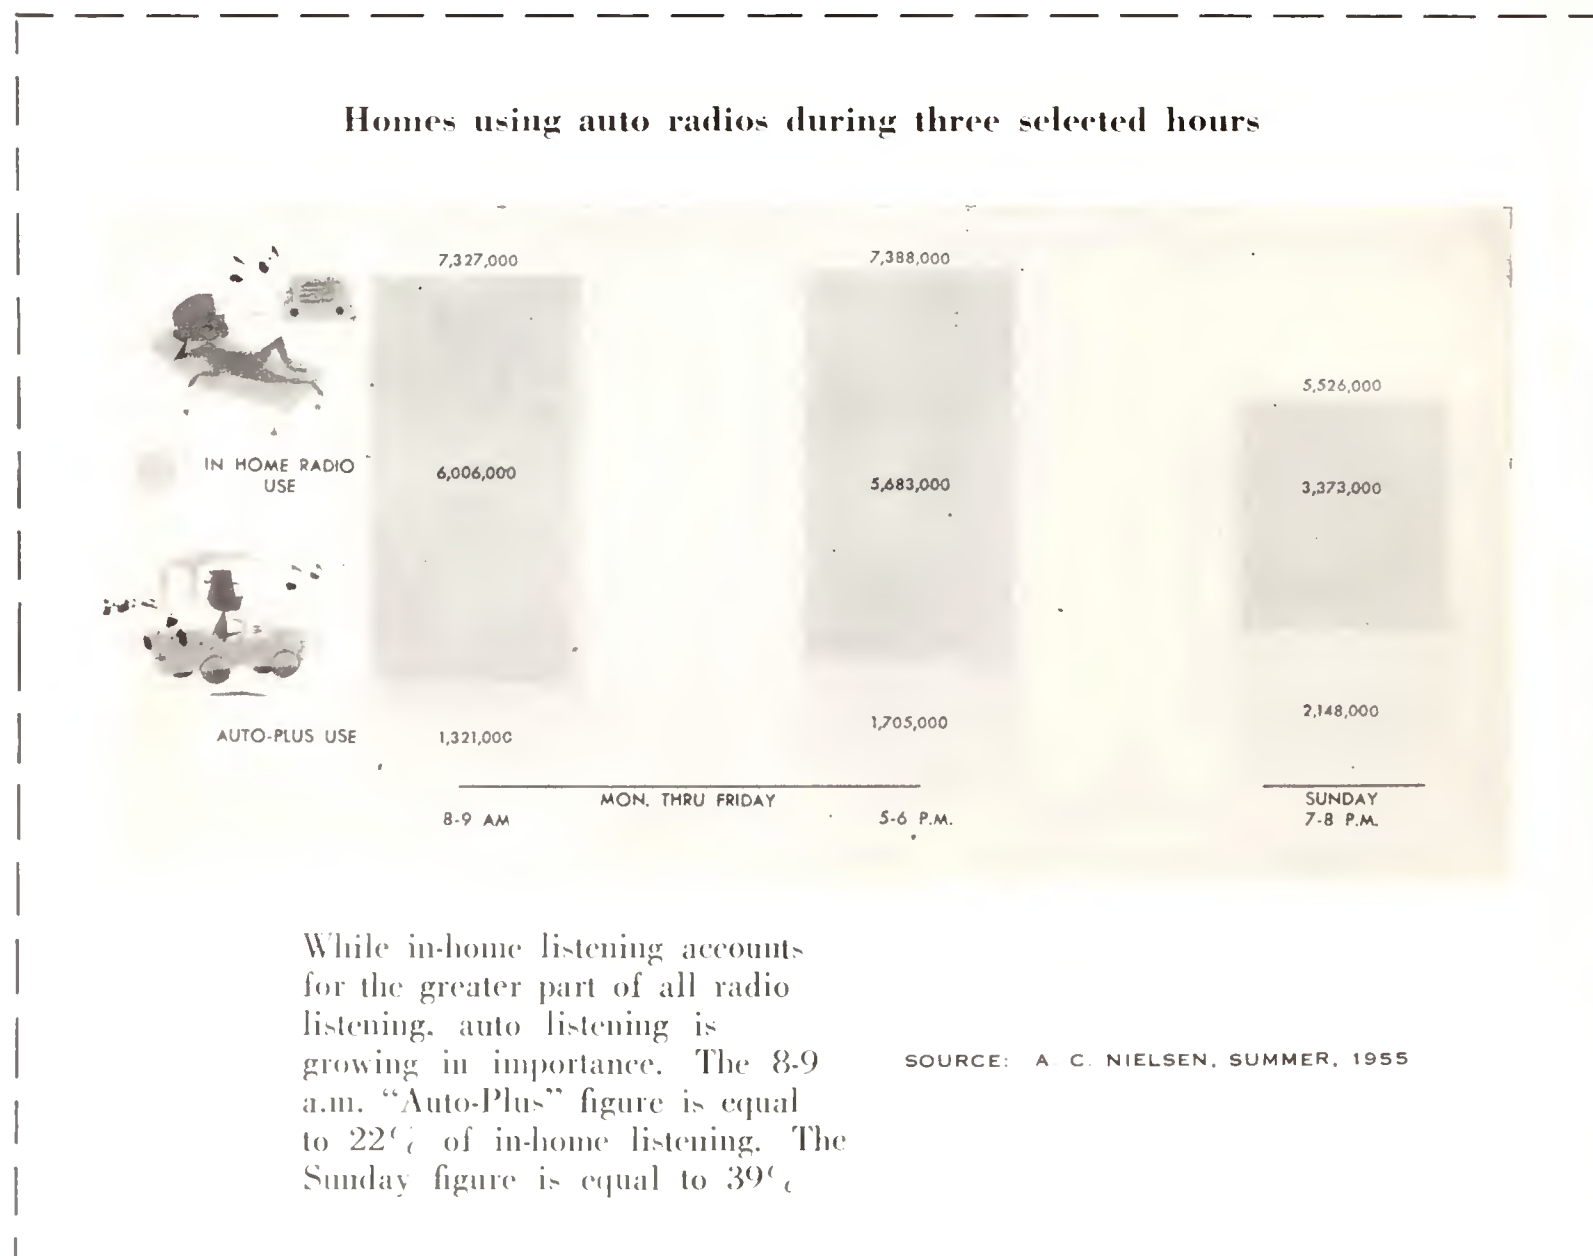 Homes using auto radios during three selected hours
7,327,000
7,388,000
5,526,000
IN HOME RADIO
USE
6,006,000
5,683,000
3,373,000
AUTO-PLUS USE
1,321,000
1,705,000
2,148,000
MON. THRU FRIDAY
8-9 AM
5-6 P.M.
SUNDAY
7-8 P.M.
While in-home listening accounts
for the greater part of all radio
listening, auto listening is
growing in importance. The 8-9
a.m. “Auto-Plus” figure is equal
to 22% of in-home listening. The
Sunday figure is equal to 39%
SOURCE: A. C. NIELSEN, SUMMER, 1955